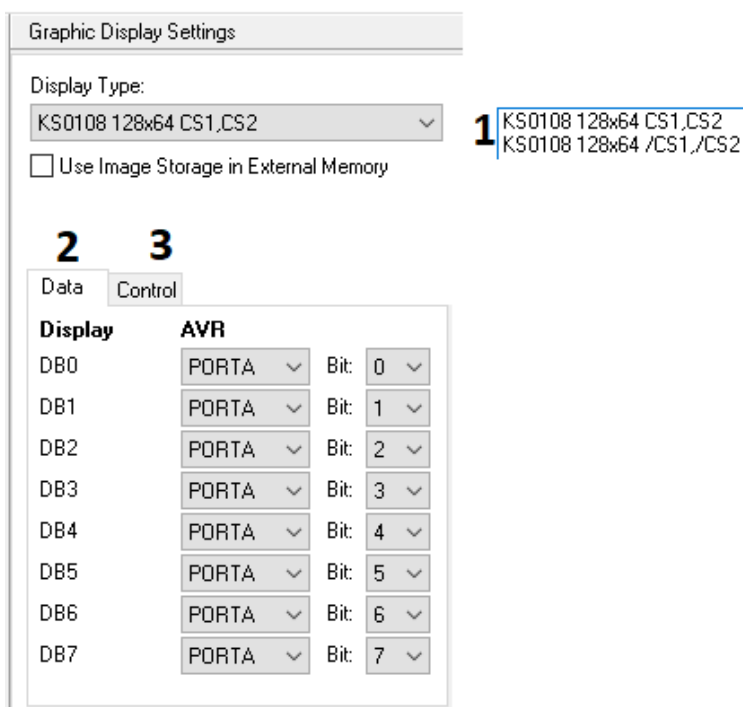 Graphic Display Settings
Display Type:
KS0108 128x64 CS1,CS2
1
KS0108 128x64 CS1,CS2
KS0108 128x64 /CS1,/CS2
Use Image Storage in External Memory
2 3
Data Control
Display AVR
DB0 PORTA Bit: 0
DB1 PORTA Bit: 1
DB2 PORTA Bit: 2
DB3 PORTA Bit: 3
DB4 PORTA Bit: 4
DB5 PORTA Bit: 5
DB6 PORTA Bit: 6
DB7 PORTA Bit: 7